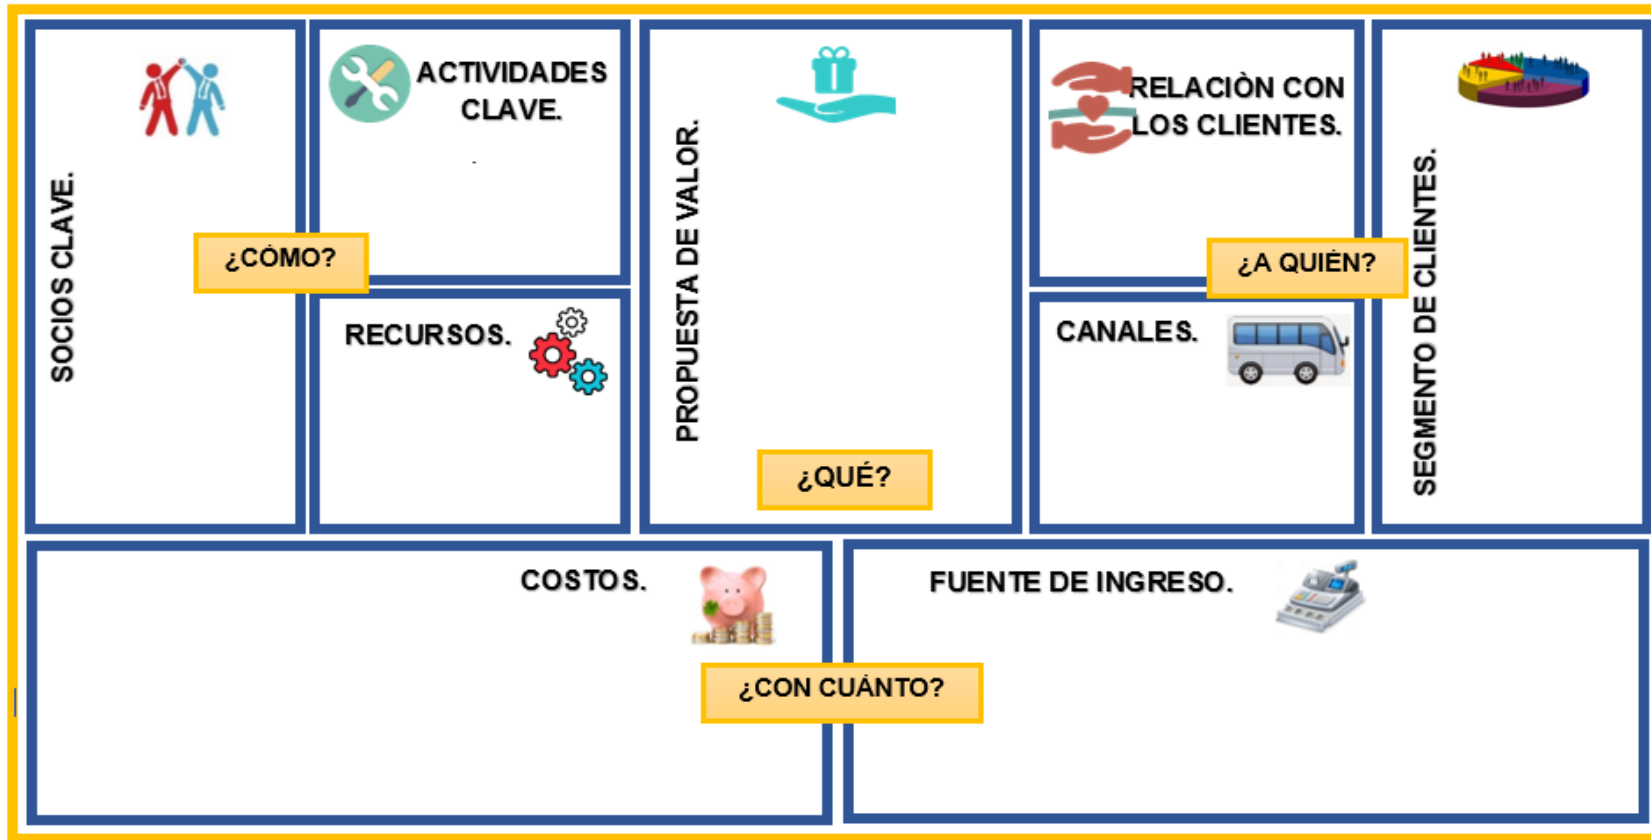 SOCIOS CLAVE.
¿CÓMO?
ACTIVIDADES
CLAVE.
RECURSOS.
PROPUESTA DE VALOR.
¿QUÉ?
RELACIÒN CON
LOS CLIENTES.
¿A QUIÉN?
CANALES.
SEGMENTO DE CLIENTES.
COSTOS.
¿CON CUÁNTO?
FUENTE DE INGRESO.